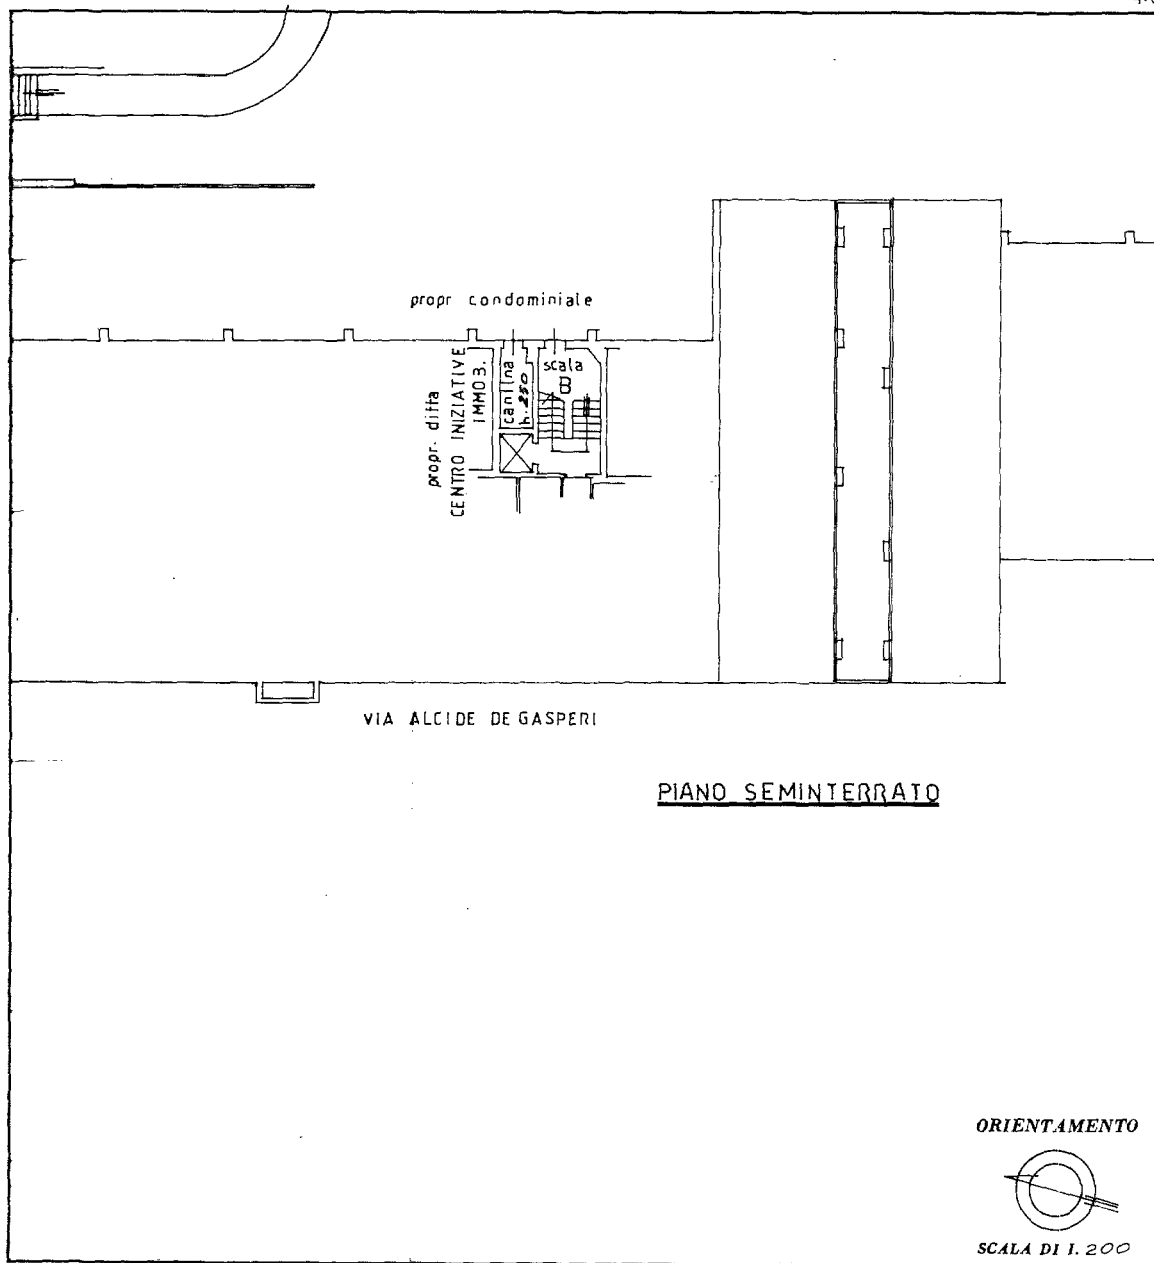 propr condominiale
propr. ditta
CENTRO INIZIATIVE
IMMOB.
canilna
h. 250
scala
B
VIA ALCIDE DE GASPERI
PIANO SEMINTERRATO
ORIENTAMENTO
SCALA DI 1. 200